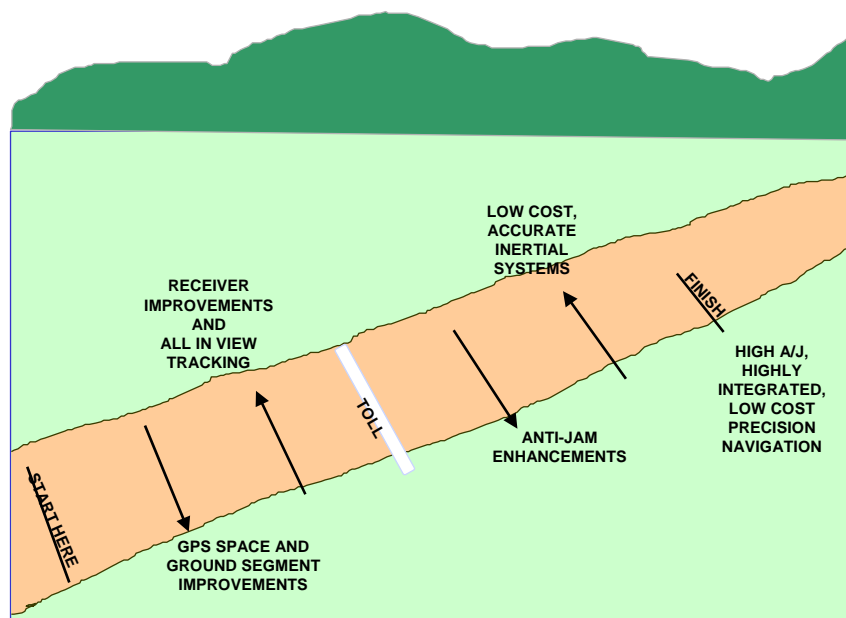 START HERE
GPS SPACE AND
GROUND SEGMENT
IMPROVEMENTS
RECEIVER
IMPROVEMENTS
AND
ALL IN VIEW
TRACKING
TOLL
ANTI-JAM
ENHANCEMENTS
LOW COST,
ACCURATE
INERTIAL
SYSTEMS
FINISH
HIGH A/J,
HIGHLY
INTEGRATED,
LOW COST
PRECISION
NAVIGATION